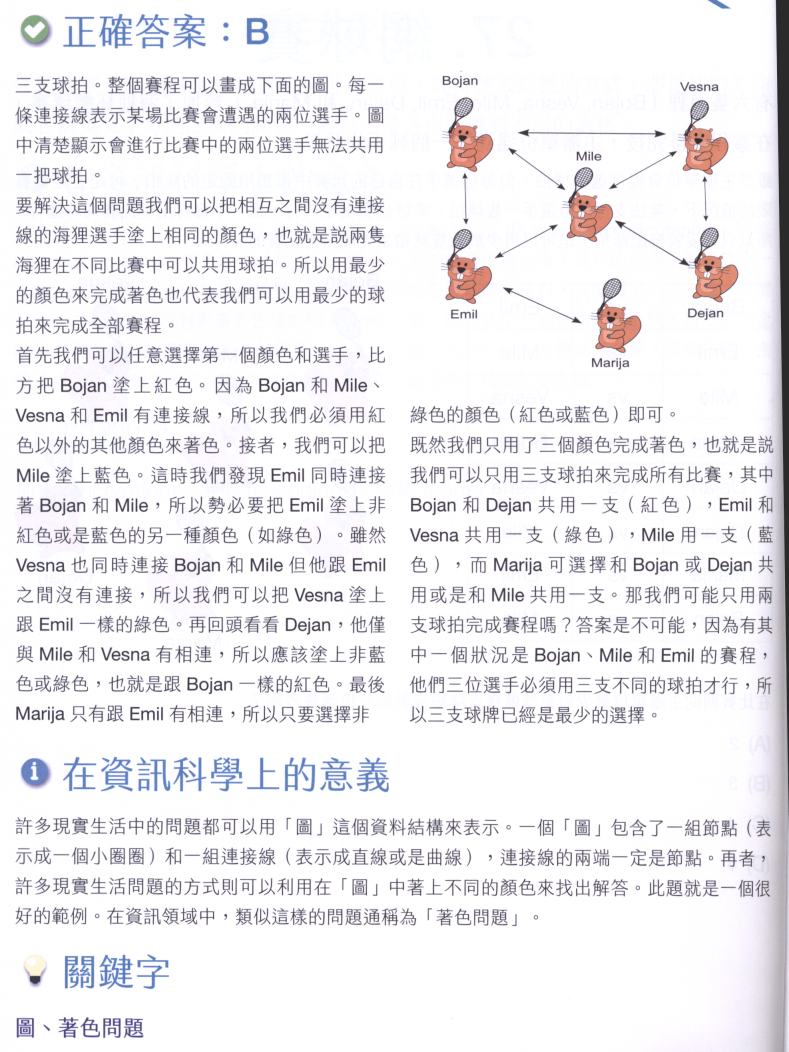 正確答案：B
三支球拍。整個賽程可以畫成下面的圖。每一
條連接線表示某場比賽會遭遇的兩位選手。圖
中清楚顯示會進行比賽中的兩位選手無法共用
一把球拍。
要解決這個問題我們可以把相互之間沒有連接
線的海狸選手塗上相同的顏色，也就是說兩隻
海狸在不同比賽中可以共用球拍。所以用最少
的顏色來完成著色也代表我們可以用最少的球
拍來完成全部賽程。
首先我們可以任意選擇第一個顏色和選手，比
方把 Bojan 塗上紅色。因為 Bojan 和 Mile、
Vesna 和 Emil 有連接線，所以我們必須用紅
色以外的其他顏色來著色。接者，我們可以把
Mile 塗上藍色。這時我們發現 Emil 同時連接
著 Bojan 和 Mile，所以勢必要把 Emil 塗上非
紅色或是藍色的另一種顏色（如綠色）。雖然
Vesna 也同時連接 Bojan 和 Mile 但他跟 Emil
之間沒有連接，所以我們可以把 Vesna 塗上
跟 Emil 一樣的綠色。再回頭看看 Dejan，他僅
與 Mile 和 Vesna 有相連，所以應該塗上非藍
色或綠色，也就是跟 Bojan 一樣的紅色。最後
Marija 只有跟 Emil 有相連，所以只要選擇非
Bojan
Vesna
Mile
Emil
Dejan
Marija
綠色的顏色（紅色或藍色）即可。
既然我們只用了三個顏色完成著色，也就是說
我們可以只用三支球拍來完成所有比賽，其中
Bojan 和 Dejan 共用一支（紅色），Emil 和
Vesna 共用一支（綠色），Mile 用一支（藍
色），而 Marija 可選擇和 Bojan 或 Dejan 共
用或是和 Mile 共用一支。那我們可能只用兩
支球拍完成賽程嗎？答案是不可能，因為有其
中一個狀況是 Bojan、Mile 和 Emil 的賽程，
他們三位選手必須用三支不同的球拍才行，所
以三支球牌已經是最少的選擇。
在資訊科學上的意義
許多現實生活中的問題都可以用「圖」這個資料結構來表示。一個「圖」包含了一組節點（表
示成一個小圈圈）和一組連接線（表示成直線或是曲線），連接線的兩端一定是節點。再者，
許多現實生活問題的方式則可以利用在「圖」中著上不同的顏色來找出解答。此題就是一個很
好的範例。在資訊領域中，類似這樣的問題通稱為「著色問題」。
關鍵字
圖、著色問題